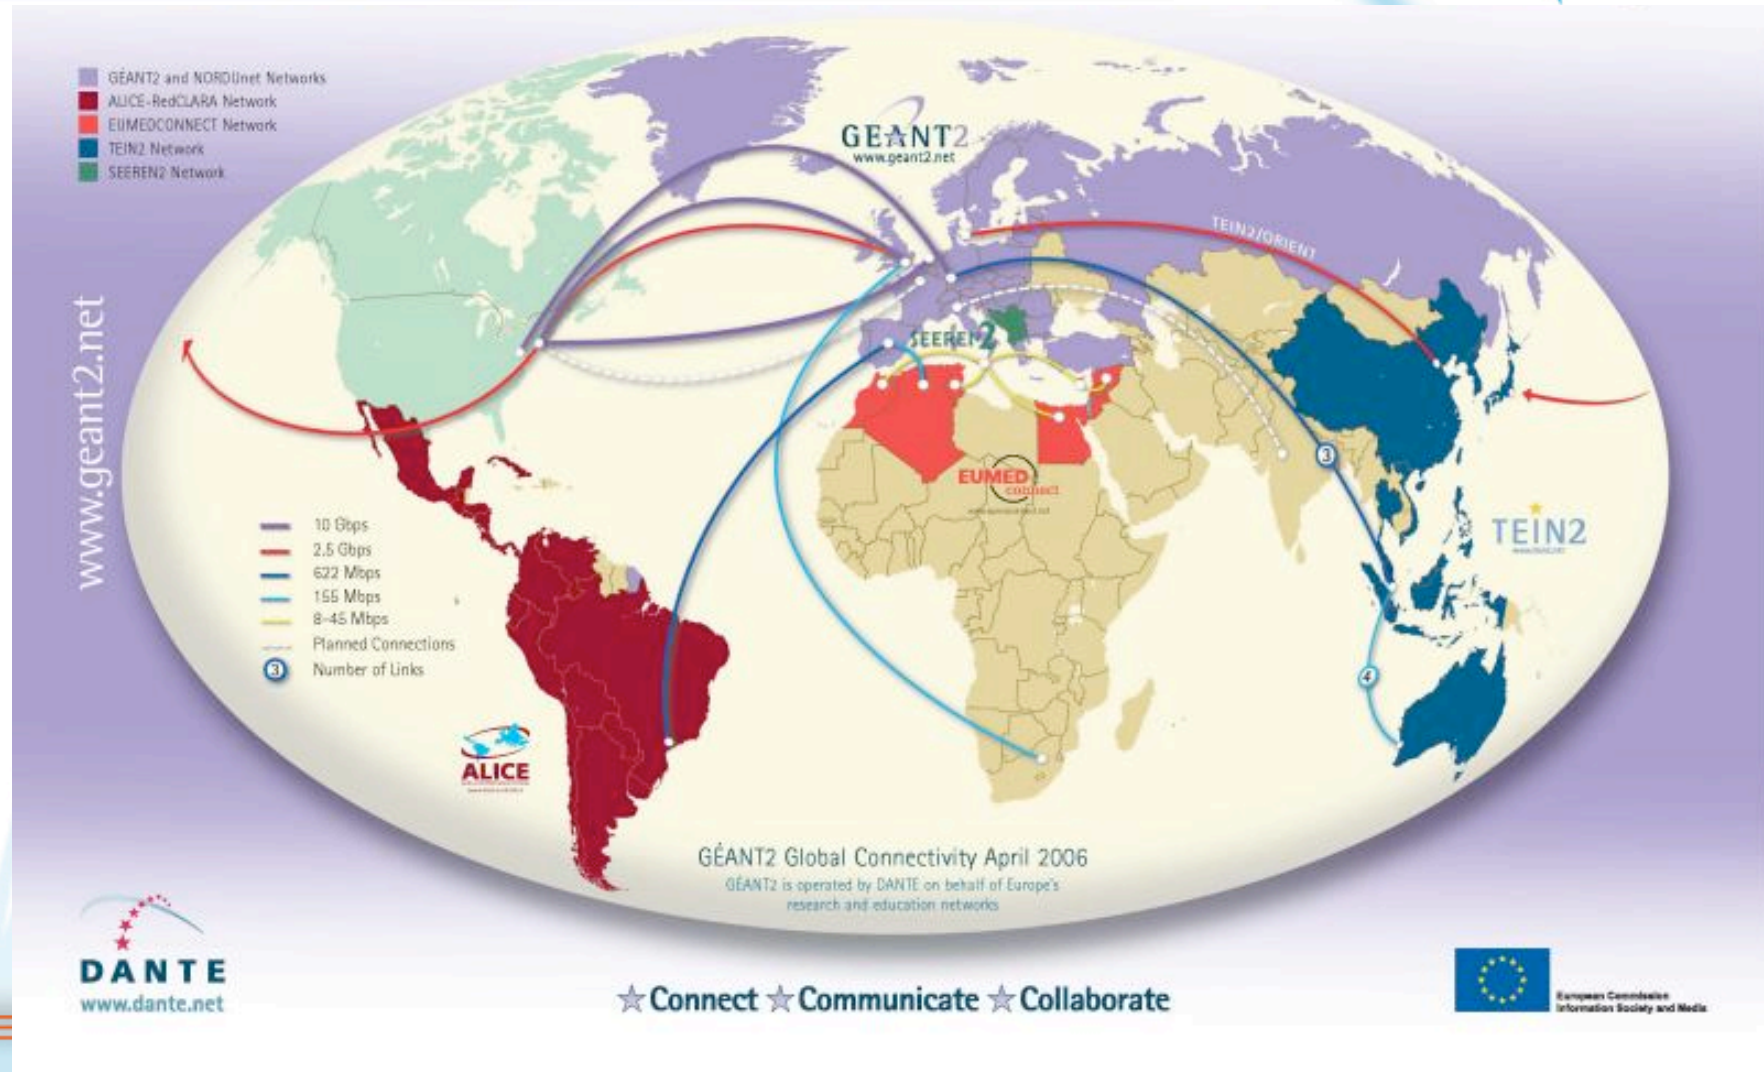 GÉANT2 and NORDUnet Networks
ALICE-RedCLARA Network
EUMEDCONNECT Network
TEIN2 Network
SEEREN2 Network
GEANT2
www.geant2.net
TEIN2/ORIENT
www.geant2.net
SEEREN2
EUMED
connect
3
TEIN2
10 Gbps
2.5 Gbps
622 Mbps
155 Mbps
8-45 Mbps
Planned Connections
3 Number of Links
4
ALICE
GÉANT2 Global Connectivity April 2006
GÉANT2 is operated by DANTE on behalf of Europe's
research and education networks
DANTE
www.dante.net
Connect Communicate Collaborate
European Commission
Information Society and Media